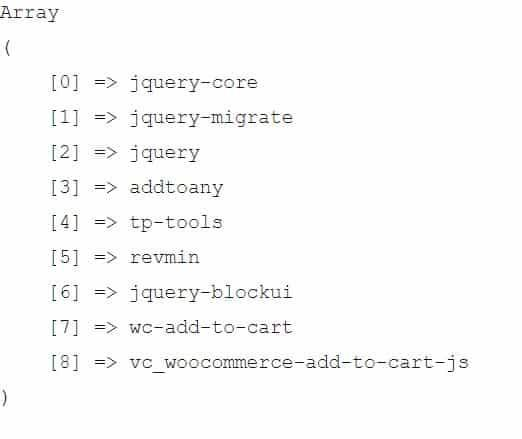 Array
(
    [0] => jquery-core
    [1] => jquery-migrate
    [2] => jquery
    [3] => addtoany
    [4] => tp-tools
    [5] => revmin
    [6] => jquery-blockui
    [7] => wc-add-to-cart
    [8] => vc_woocommerce-add-to-cart-js
)